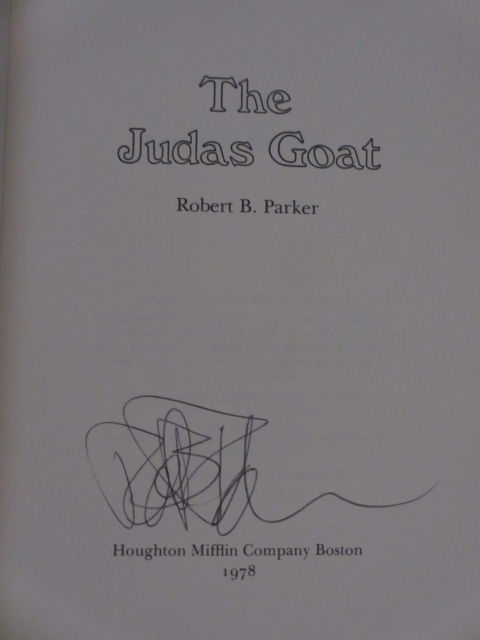 The
Judas Goat
Robert B. Parker
Houghton Mifflin Company Boston
1978